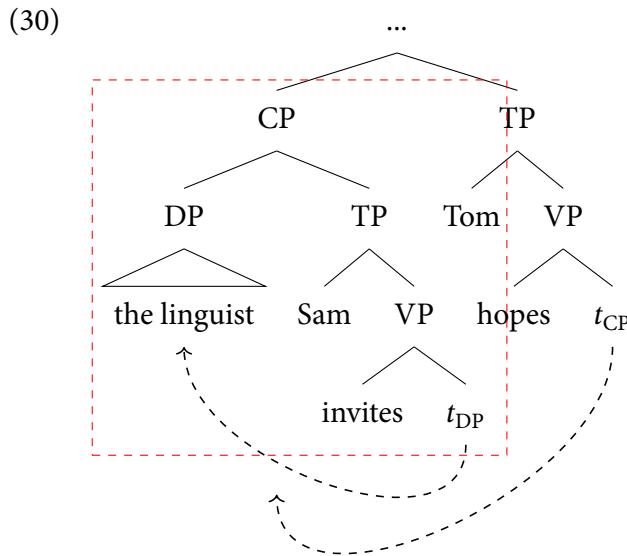 (30)
...
CP TP
DP TP Tom VP
the linguist Sam VP hopes t_CP
invites t_DP